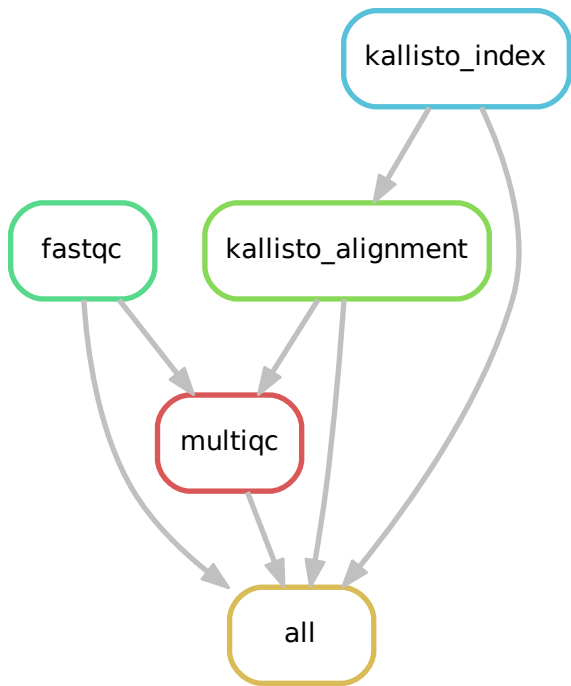 kallisto_index
fastqc
kallisto_alignment
multiqc
all